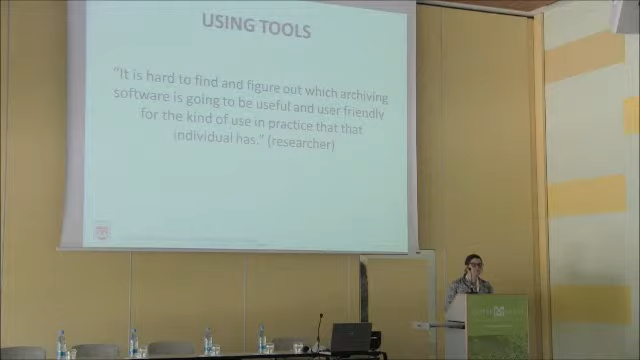 USING TOOLS
"It is hard to find and figure out which archiving
software is going to be useful and user friendly
for the kind of use in practice that that
individual has." (researcher)